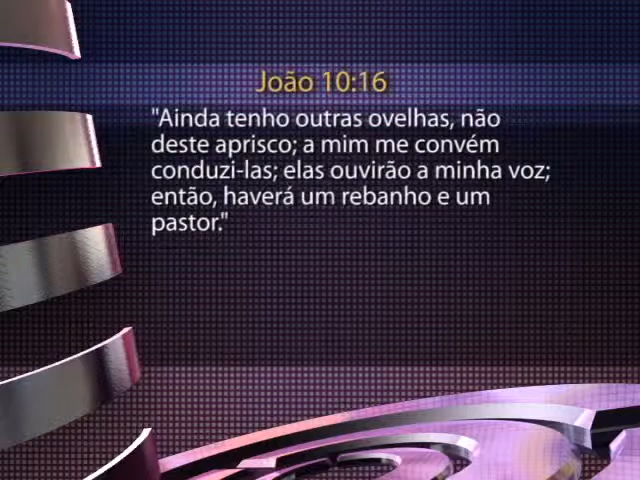 João 10:16
"Ainda tenho outras ovelhas, não
deste aprisco; a mim me convém
conduzi-las; elas ouvirão a minha voz;
então, haverá um rebanho e um
pastor."